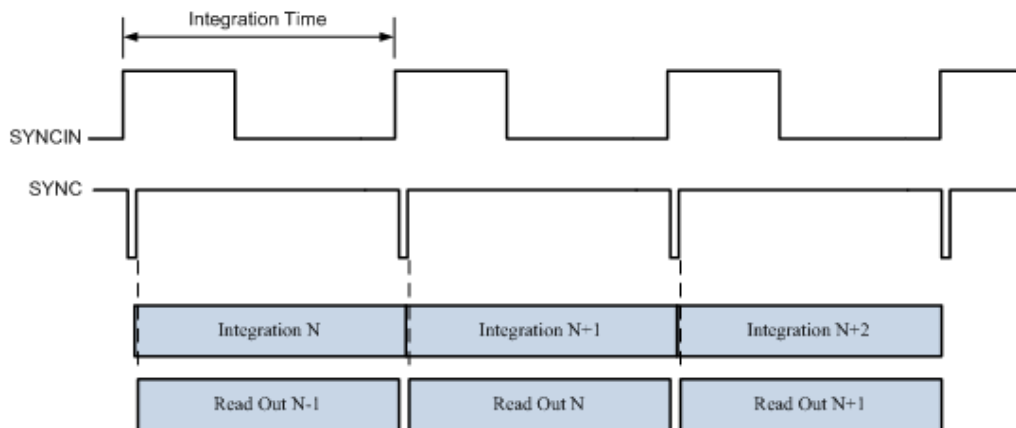 Integration Time
SYNCIN
SYNC
Integration N
Integration N+1
Integration N+2
Read Out N-1
Read Out N
Read Out N+1